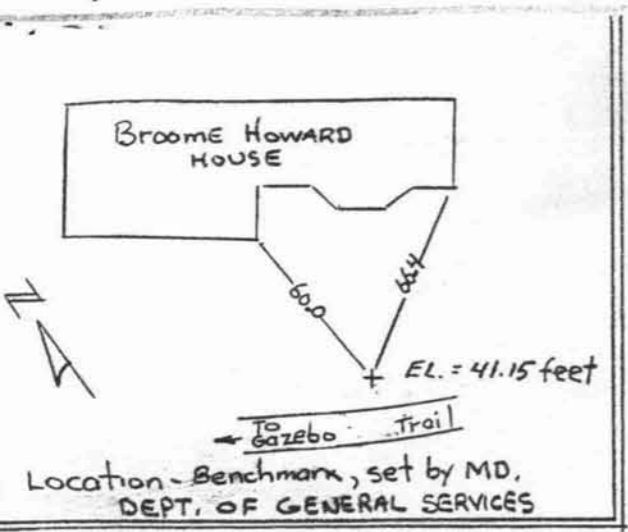 BroomE HOWARD
HOUSE
60.0
66.4
N
+ EL. = 41.15 feet
To Gazebo Trail
Location - Benchmark, set by MD.
DEPT. OF GENERAL SERVICES